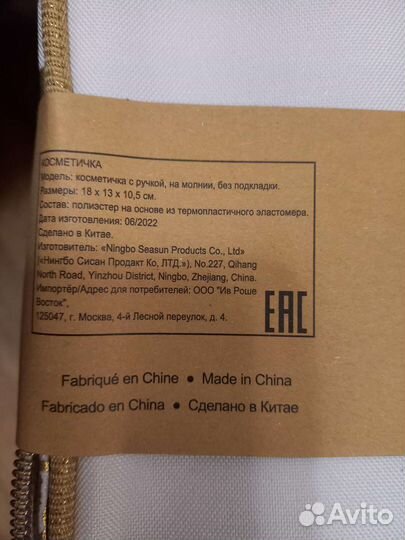 КОСМЕТИЧКА
Модель: косметичка с ручкой, на молнии, без подкладки.
Размеры: 18 x 13 x 10,5 см.
Состав: полиэстер на основе из термопластичного эластомера.
Дата изготовления: 06/2022
Сделано в Китае.
Изготовитель: «Ningbo Seasun Products Co., Ltd»
(«Нингбо Сисан Продакт Ко, ЛТД.»), No.227, Qihang
North Road, Yinzhou District, Ningbo, Zhejiang, China.
Импортёр/Адрес для потребителей: ООО "Ив Роше
Восток",
125047, г. Москва, 4-й Лесной переулок, д. 4.
EAC
Fabriqué en Chine • Made in China
Fabricado en China • Сделано в Китае
Avito